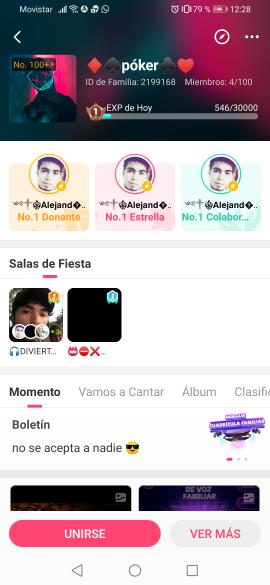 Movistar 79 % 12:28
No. 100+
♦️♠️póker♠️♥️
ID de Familia: 2199168 Miembros: 4/100
1 EXP de Hoy 546/30000
Alejand�..
Alejand�..
Alejand�..
No.1 Donante
No.1 Estrella
No.1 Colabor...
Salas de Fiesta
🎧DIVIERT...
Momento Vamos a Cantar Álbum Clasific
Boletín
CUADRÍCULA FAMILIAR
no se acepta a nadie 😎
DE VOZ
FAMILIAR
UNIRSE
VER MÁS